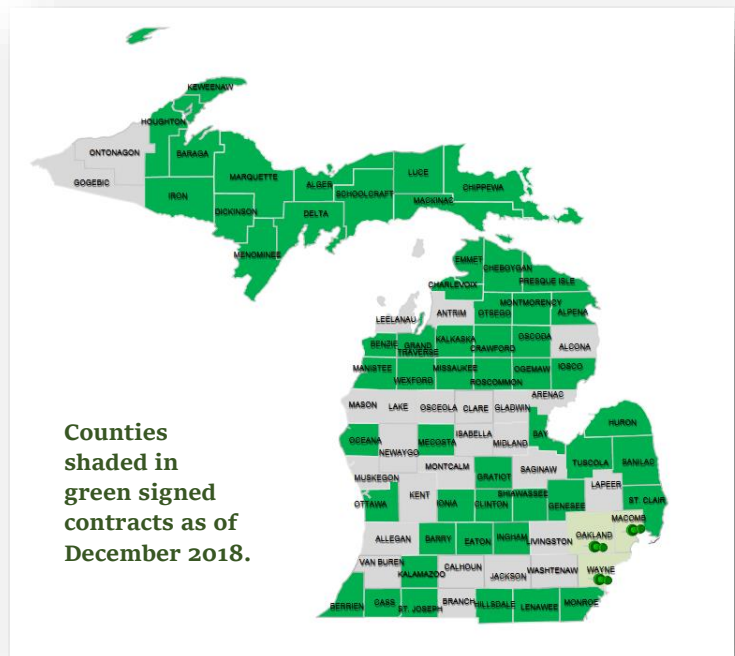 KEWEENAW
HOUGHTON
ONTONAGON
BARAGA
GOGEBIC
IRON
MARQUETTE
DICKINSON
MENOMINEE
ALGER
DELTA
SCHOOLCRAFT
LUCE
MACKINAC
CHIPPEWA
EMMET
CHEBOYGAN
PRESQUE ISLE
CHARLEVOIX
LEELANAU
ANTRIM
OTSEGO
MONTMORENCY
ALPENA
BENZIE
GRAND
TRAVERSE
KALKASKA
CRAWFORD
OSCODA
ALCONA
MANISTEE
WEXFORD
MISSAUKEE
ROSCOMMON
OGEMAW
IOSCO
ARENAC
MASON
LAKE
OSCEOLA
CLARE
GLADWIN
HURON
OCEANA
NEWAYGO
MECOSTA
ISABELLA
MIDLAND
BAY
TUSCOLA
SANILAC
MUSKEGON
MONTCALM
GRATIOT
SAGINAW
LAPEER
OTTAWA
KENT
IONIA
CLINTON
SHIAWASSEE
GENESEE
ST. CLAIR
MACOMB
ALLEGAN
BARRY
EATON
INGHAM
LIVINGSTON
OAKLAND
VAN BUREN
KALAMAZOO
CALHOUN
JACKSON
WASHTENAW
WAYNE
BERRIEN
CASS
ST. JOSEPH
BRANCH
HILLSDALE
LENAWEE
MONROE
Counties
shaded in
green signed
contracts as of
December 2018.